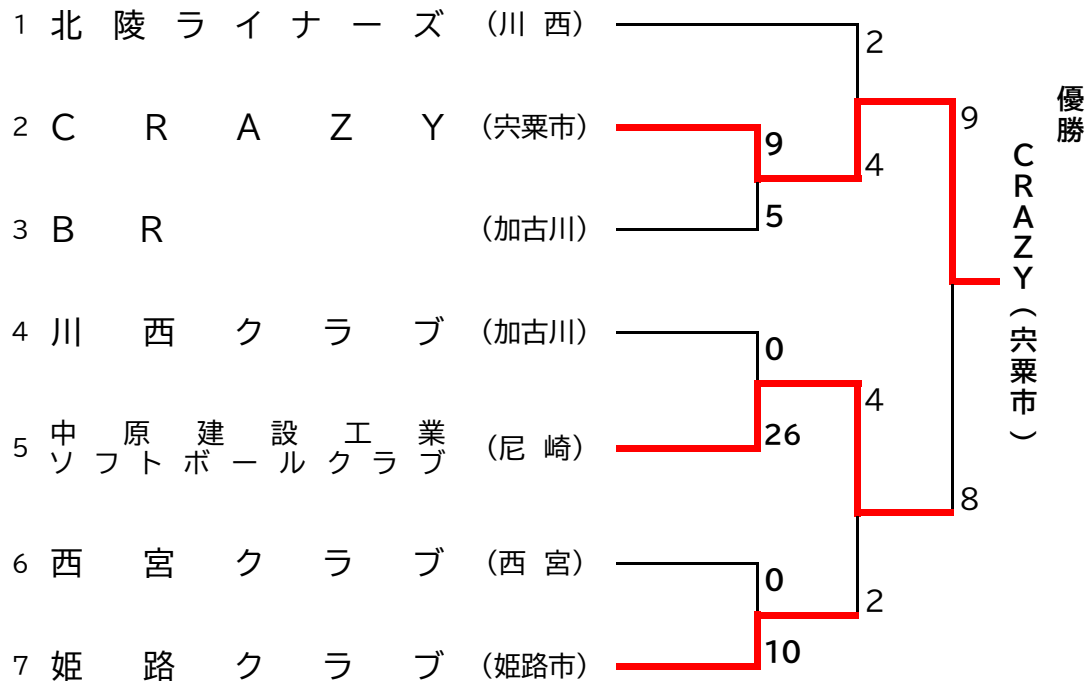 1 北陵ライナーズ (川西)
2
優勝
2 CRAZY (宍粟市)
9
9
4
CRAZY(宍粟市)
3 BR (加古川)
5
4 川西クラブ (加古川)
0
4
5 中原建設工業
ソフトボールクラブ (尼崎)
26
8
6 西宮クラブ (西宮)
0
2
7 姫路クラブ (姫路市)
10